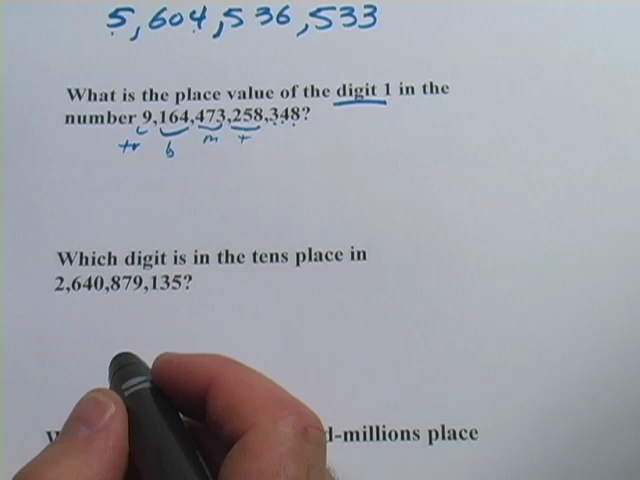 5,604,536,533
What is the place value of the digit 1 in the
number 9,164,473,258,348?
tr b m t
Which digit is in the tens place in
2,640,879,135?
-millions place